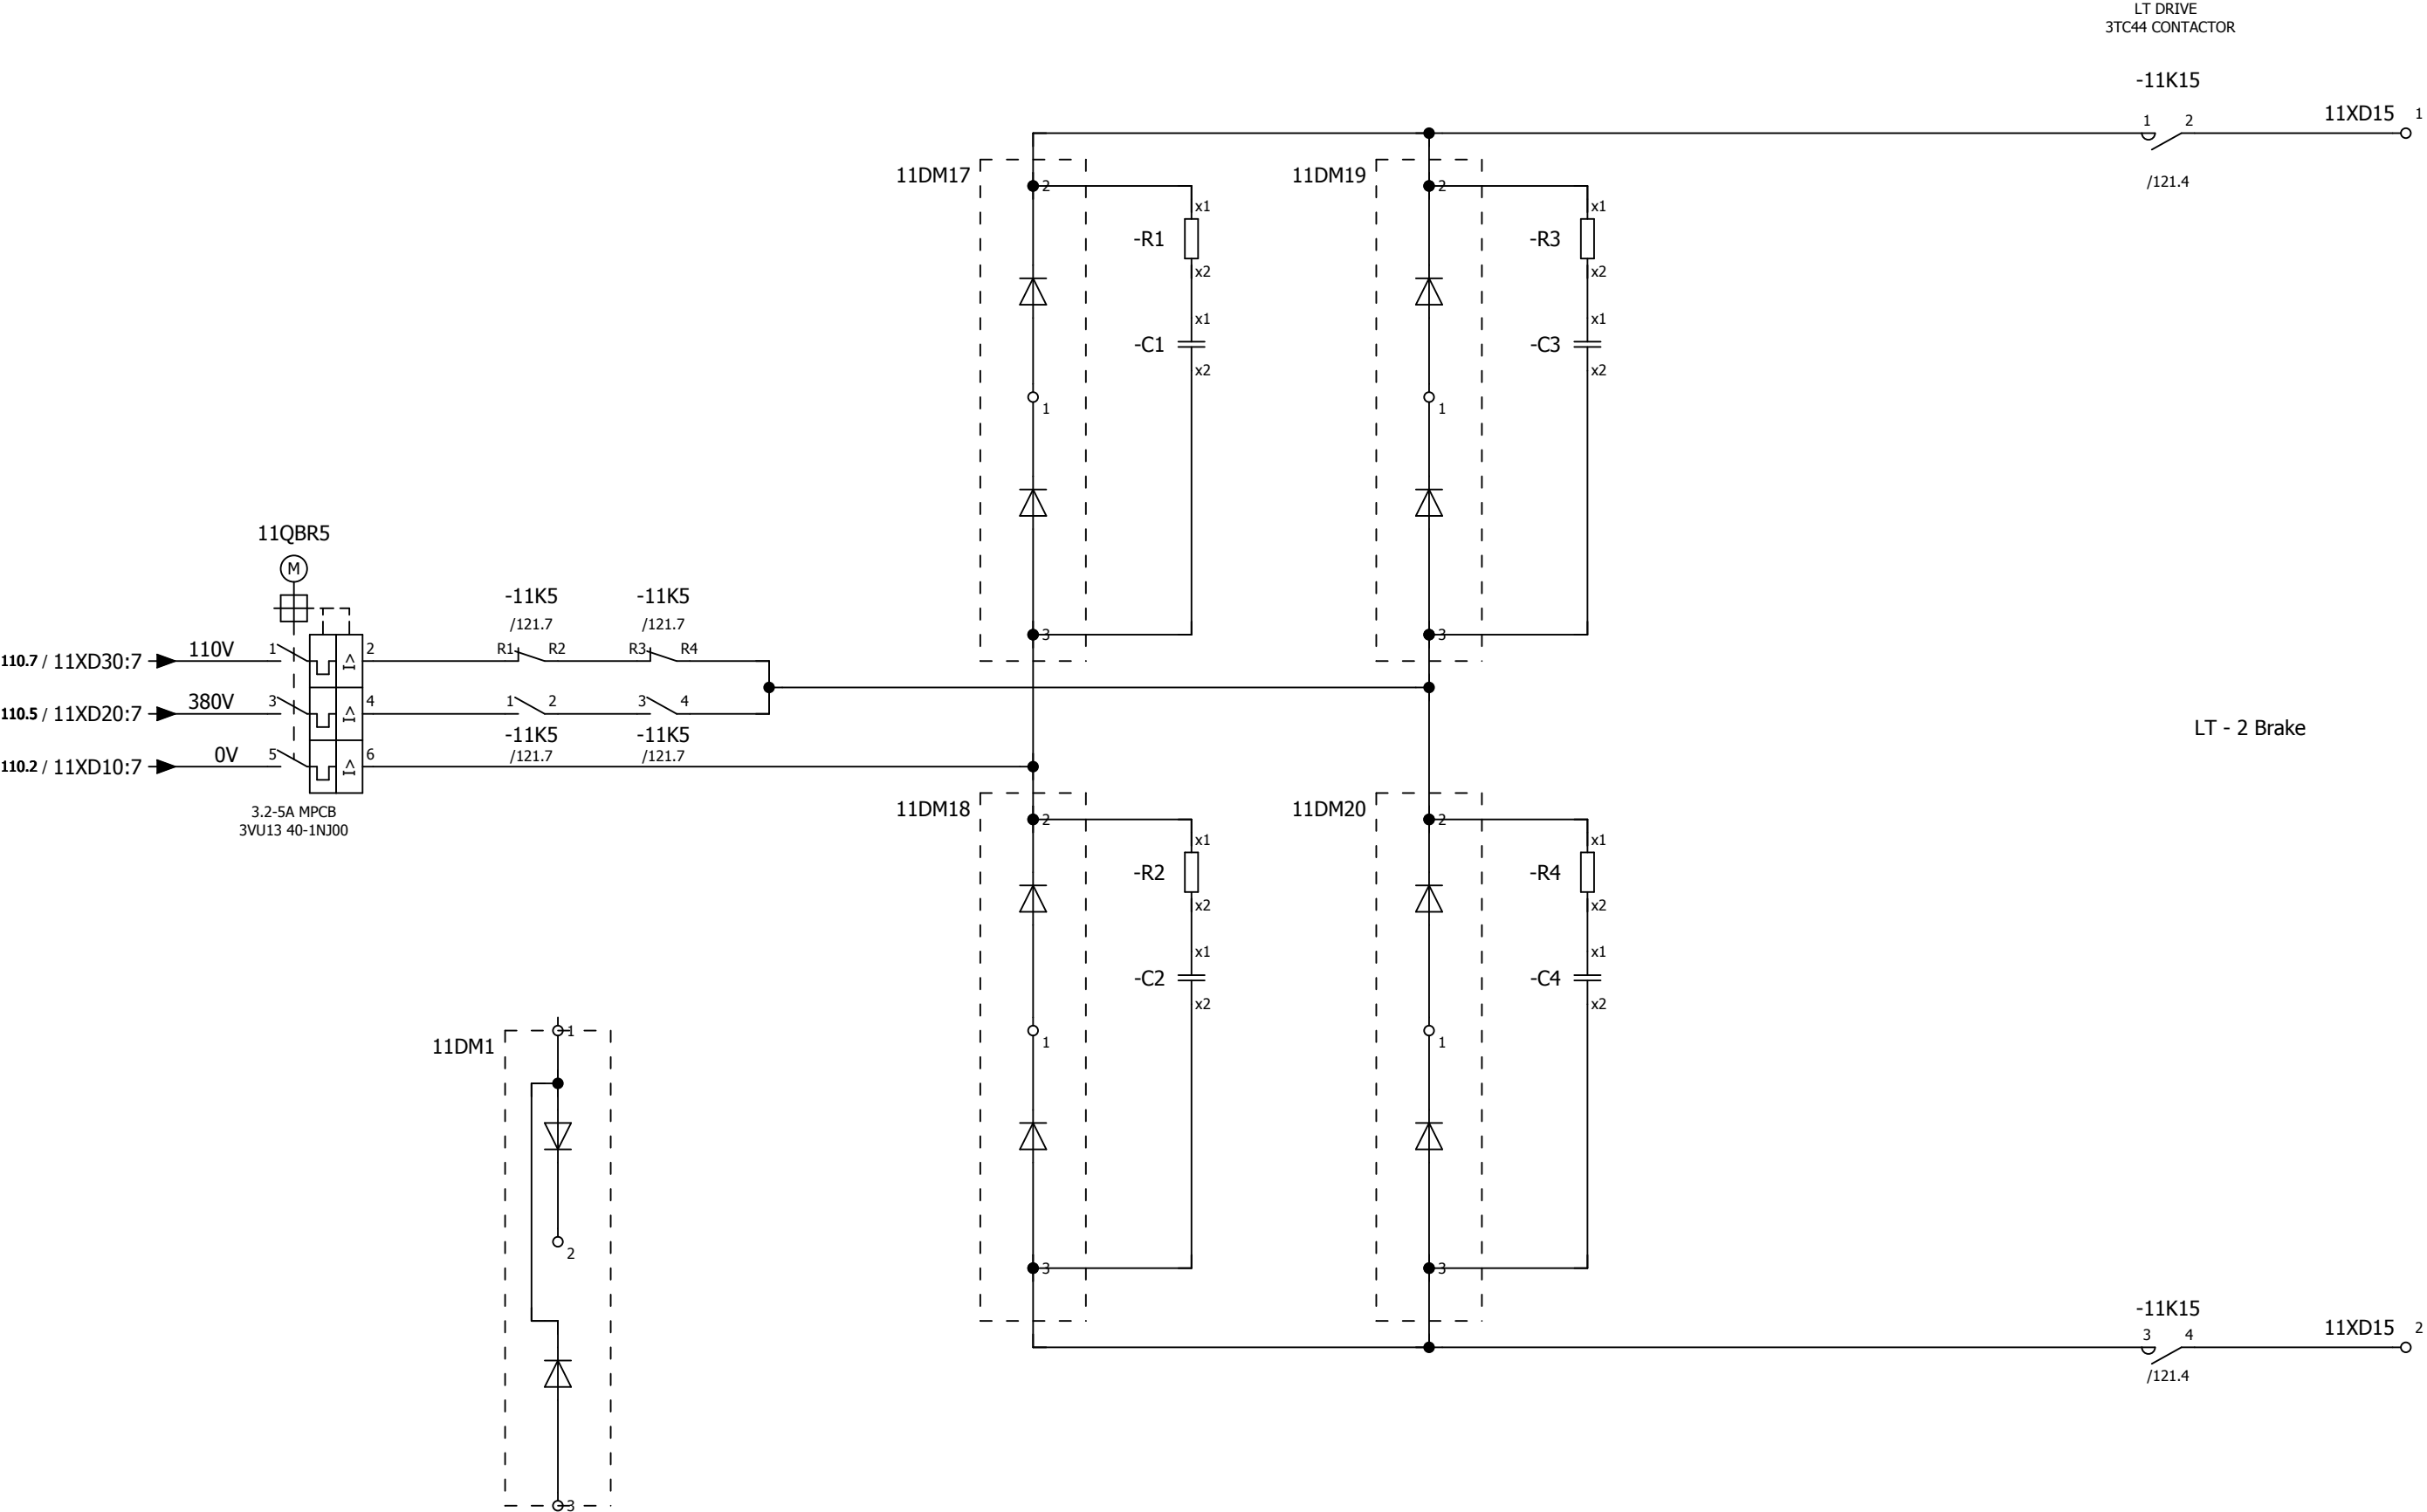 LT DRIVE
3TC44 CONTACTOR
-11K15
1 2
11XD15 1
/121.4
11DM17
2
x1
-R1
x2
x1
-C1
x2
1
3
11DM19
2
x1
-R3
x2
x1
-C3
x2
1
3
11QBR5
M
-11K5
/121.7
-11K5
/121.7
110.7 / 11XD30:7 110V 1 I> 2 R1 R2 R3 R4
110.5 / 11XD20:7 380V 3 I> 4 1 2 3 4
-11K5
/121.7
-11K5
/121.7
110.2 / 11XD10:7 0V 5 I> 6
3.2-5A MPCB
3VU13 40-1NJ00
LT - 2 Brake
11DM18
2
x1
-R2
x2
x1
-C2
x2
1
3
11DM20
2
x1
-R4
x2
x1
-C4
x2
1
3
11DM1
1
2
3
-11K15
3 4
11XD15 2
/121.4